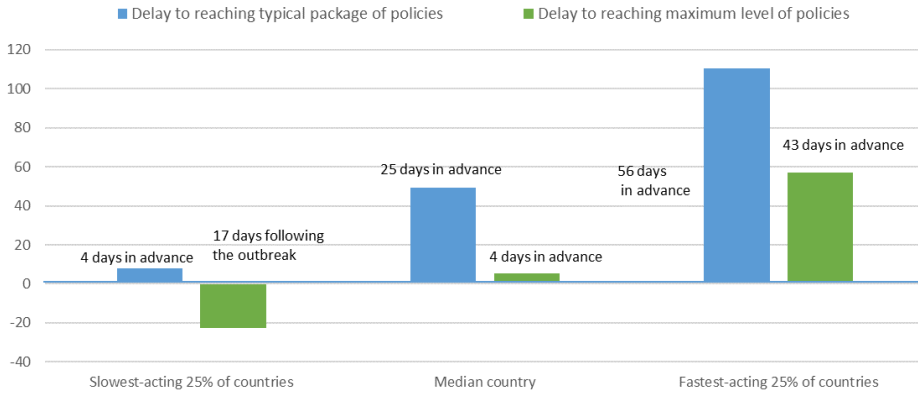 Delay to reaching typical package of policies
Delay to reaching maximum level of policies
120
100
80
60
40
20
0
-20
-40
4 days in advance
17 days following
the outbreak
25 days in advance
4 days in advance
56 days
in advance
43 days in advance
Slowest-acting 25% of countries
Median country
Fastest-acting 25% of countries